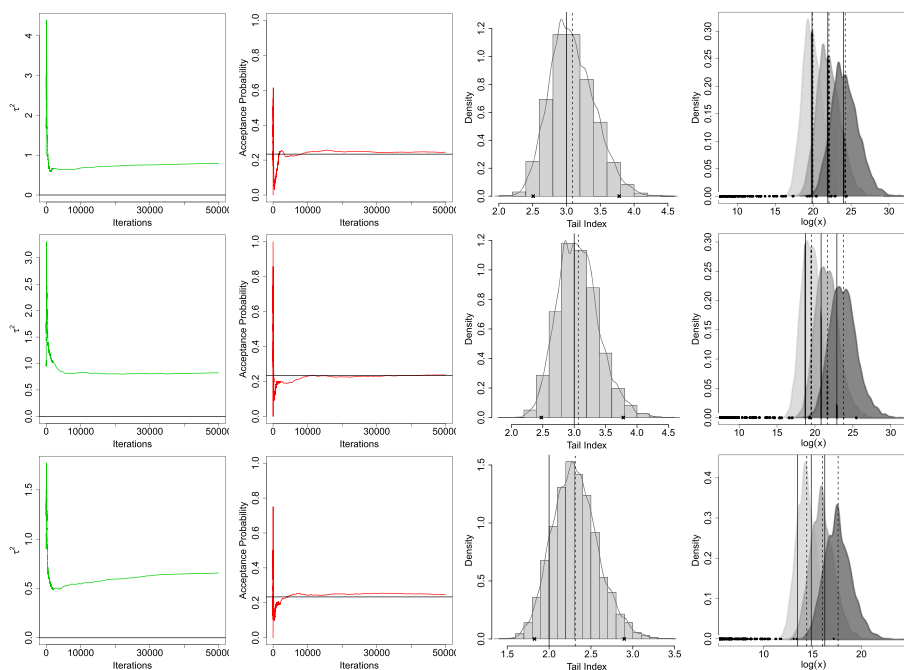 τ²
0 1 2 3 4
0 10000 30000 50000
Iterations
Acceptance Probability
0.0 0.2 0.4 0.6 0.8 1.0
0 10000 30000 50000
Iterations
Density
0.0 0.2 0.4 0.6 0.8 1.0 1.2
2.0 2.5 3.0 3.5 4.0 4.5
Tail Index
Density
0.00 0.05 0.10 0.15 0.20 0.25 0.30
10 15 20 25 30
log(x)
τ²
0.0 0.5 1.0 1.5 2.0 2.5 3.0
0 10000 30000 50000
Iterations
Acceptance Probability
0.0 0.2 0.4 0.6 0.8 1.0
0 10000 30000 50000
Iterations
Density
0.0 0.2 0.4 0.6 0.8 1.0 1.2
2.0 2.5 3.0 3.5 4.0 4.5
Tail Index
Density
0.00 0.05 0.10 0.15 0.20 0.25 0.30
10 15 20 25 30
log(x)
τ²
0.0 0.5 1.0 1.5
0 10000 30000 50000
Iterations
Acceptance Probability
0.0 0.2 0.4 0.6 0.8 1.0
0 10000 30000 50000
Iterations
Density
0.0 0.5 1.0 1.5
1.5 2.0 2.5 3.0 3.5
Tail Index
Density
0.0 0.1 0.2 0.3 0.4
10 15 20
log(x)